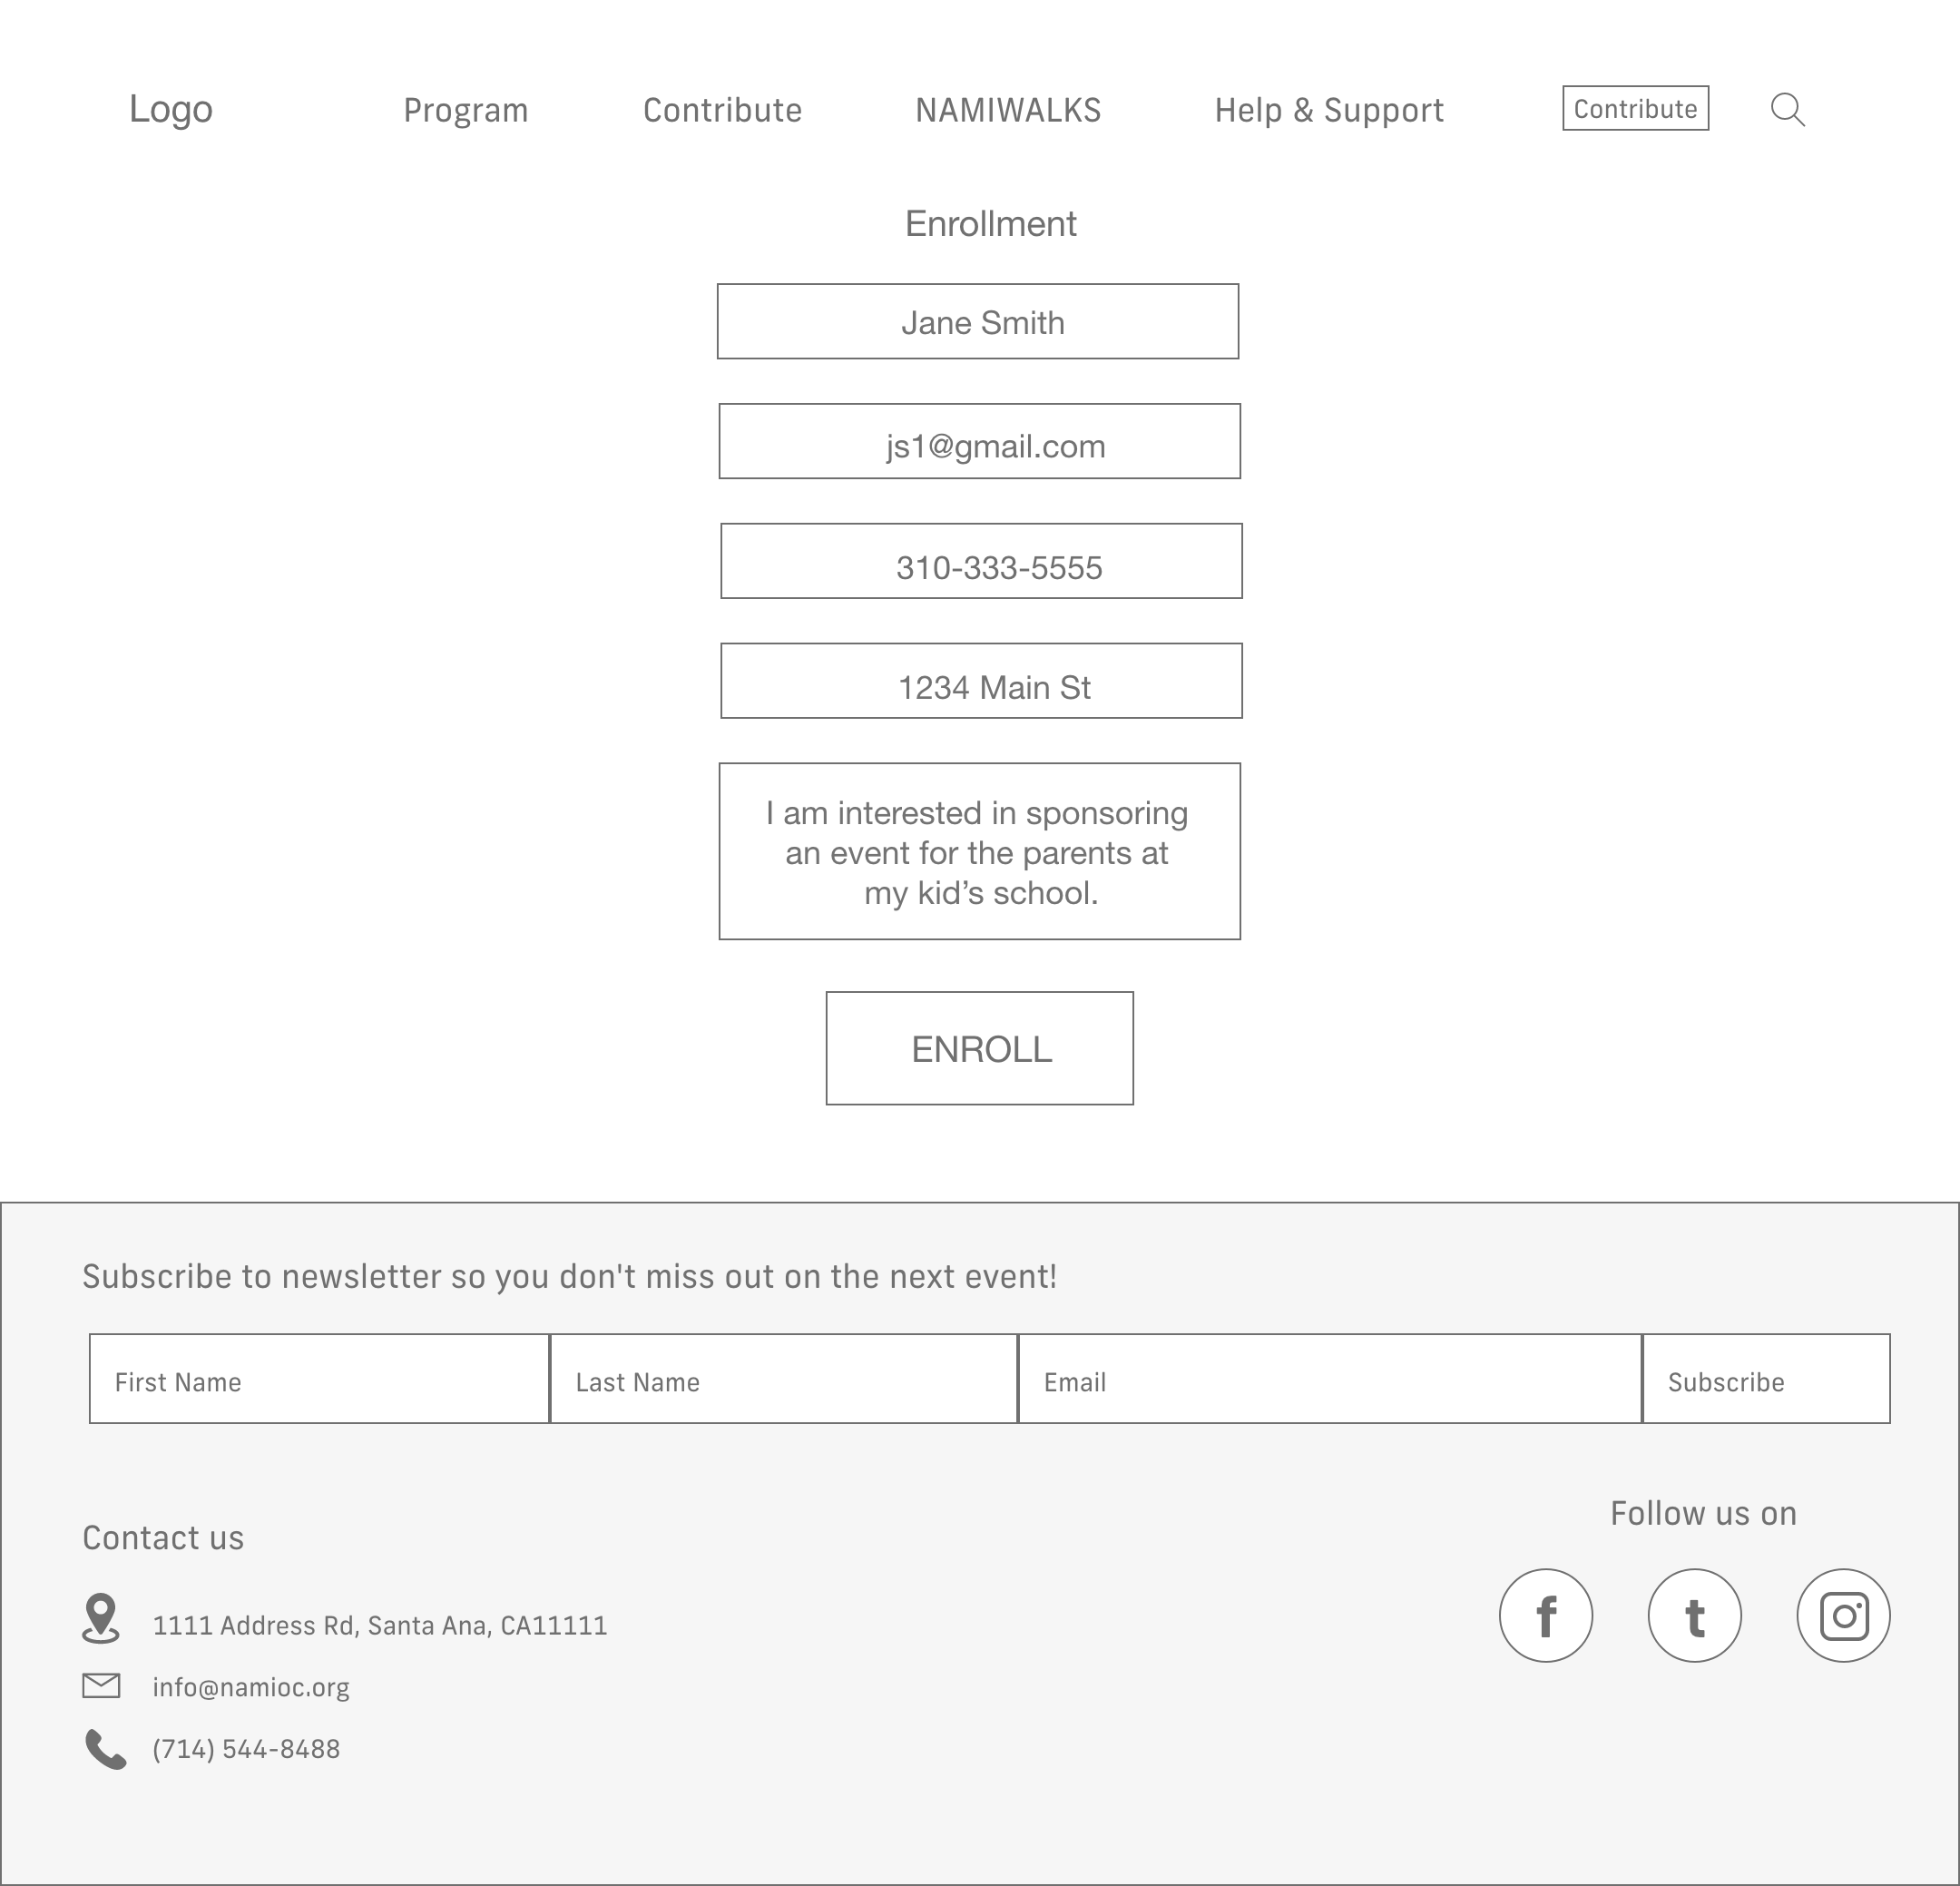 Logo
Program
Contribute
NAMIWALKS
Help & Support
Contribute
Enrollment
Jane Smith
js1@gmail.com
310-333-5555
1234 Main St
I am interested in sponsoring
an event for the parents at
my kid’s school.
ENROLL
Subscribe to newsletter so you don't miss out on the next event!
First Name
Last Name
Email
Subscribe
Follow us on
Contact us
1111 Address Rd, Santa Ana, CA11111
info@namioc.org
(714) 544-8488
f
t